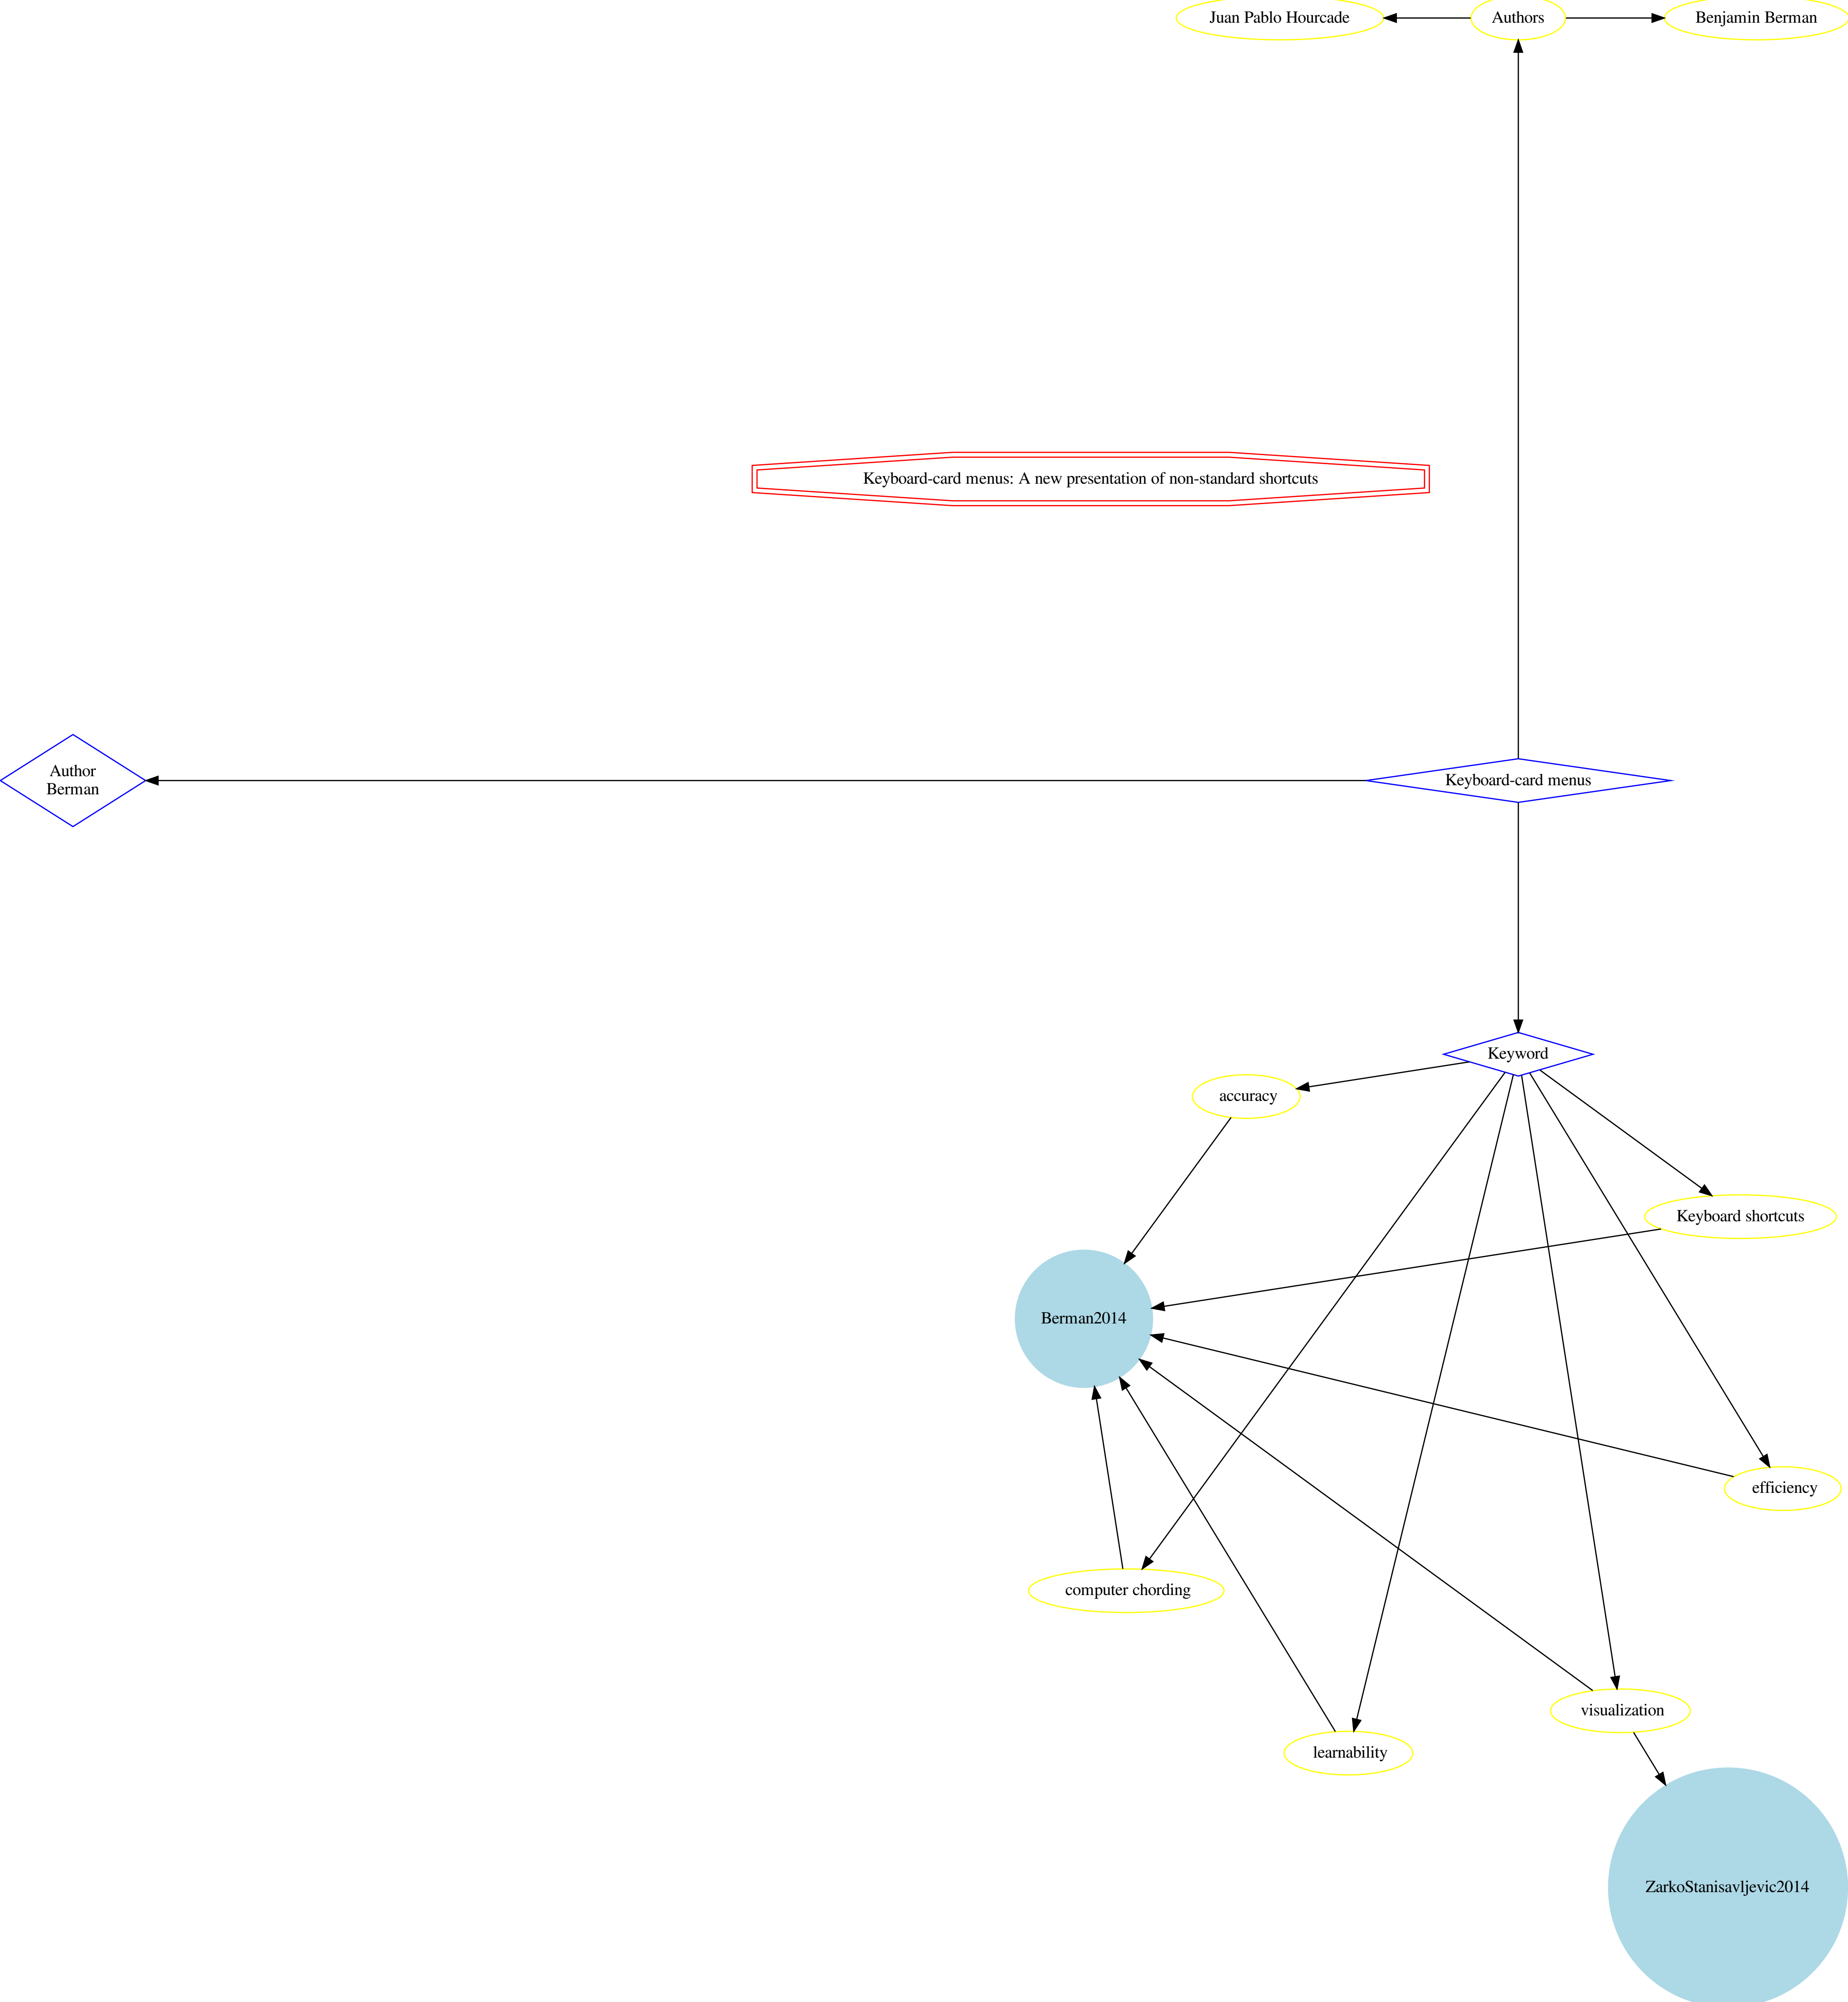 Juan Pablo Hourcade
Authors
Benjamin Berman
Keyboard-card menus: A new presentation of non-standard shortcuts
Author
Berman
Keyboard-card menus
Keyword
accuracy
Keyboard shortcuts
Berman2014
efficiency
computer chording
visualization
learnability
ZarkoStanisavljevic2014